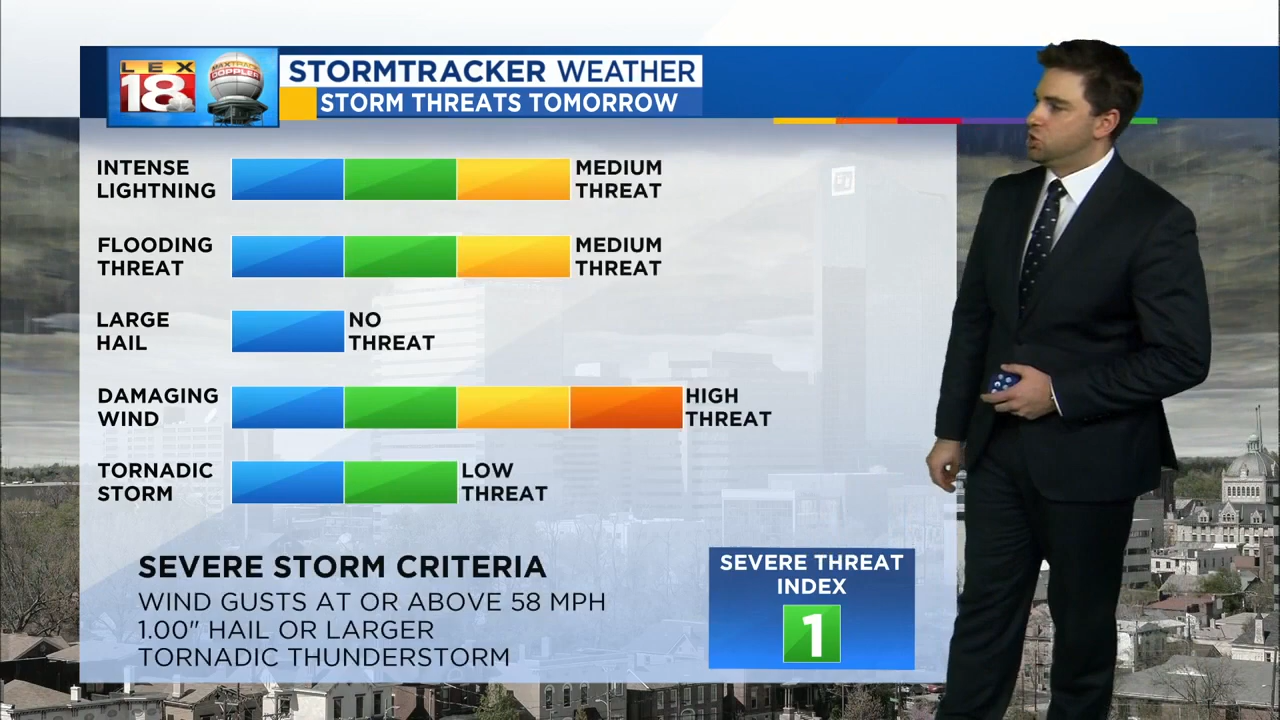 LEX
18
MAXTRACK
DOPPLER
STORMTRACKER WEATHER
STORM THREATS TOMORROW
INTENSE
LIGHTNING
MEDIUM
THREAT
FLOODING
THREAT
MEDIUM
THREAT
LARGE
HAIL
NO
THREAT
DAMAGING
WIND
HIGH
THREAT
TORNADIC
STORM
LOW
THREAT
SEVERE STORM CRITERIA
WIND GUSTS AT OR ABOVE 58 MPH
1.00" HAIL OR LARGER
TORNADIC THUNDERSTORM
SEVERE THREAT
INDEX
1